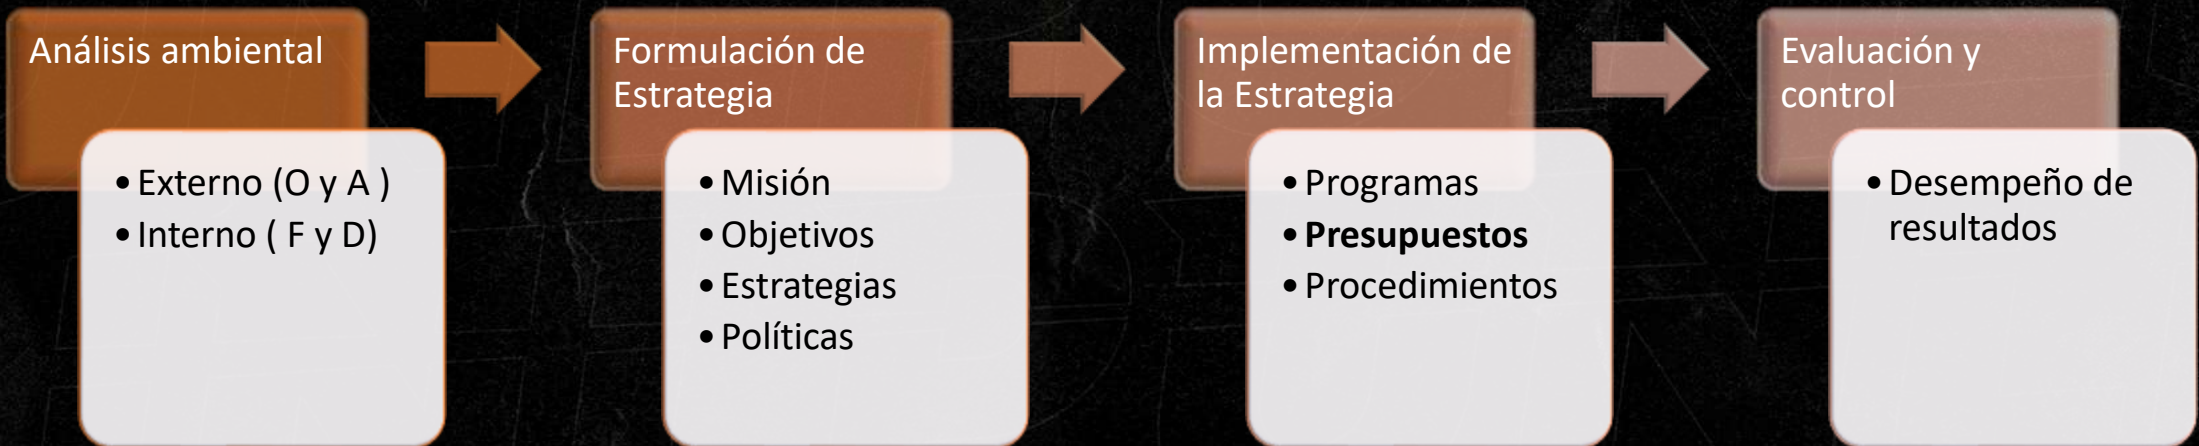 Análisis ambiental
• Externo (O y A )
• Interno ( F y D)
Formulación de
Estrategia
• Misión
• Objetivos
• Estrategias
• Políticas
Implementación de
la Estrategia
• Programas
• Presupuestos
• Procedimientos
Evaluación y
control
• Desempeño de
resultados